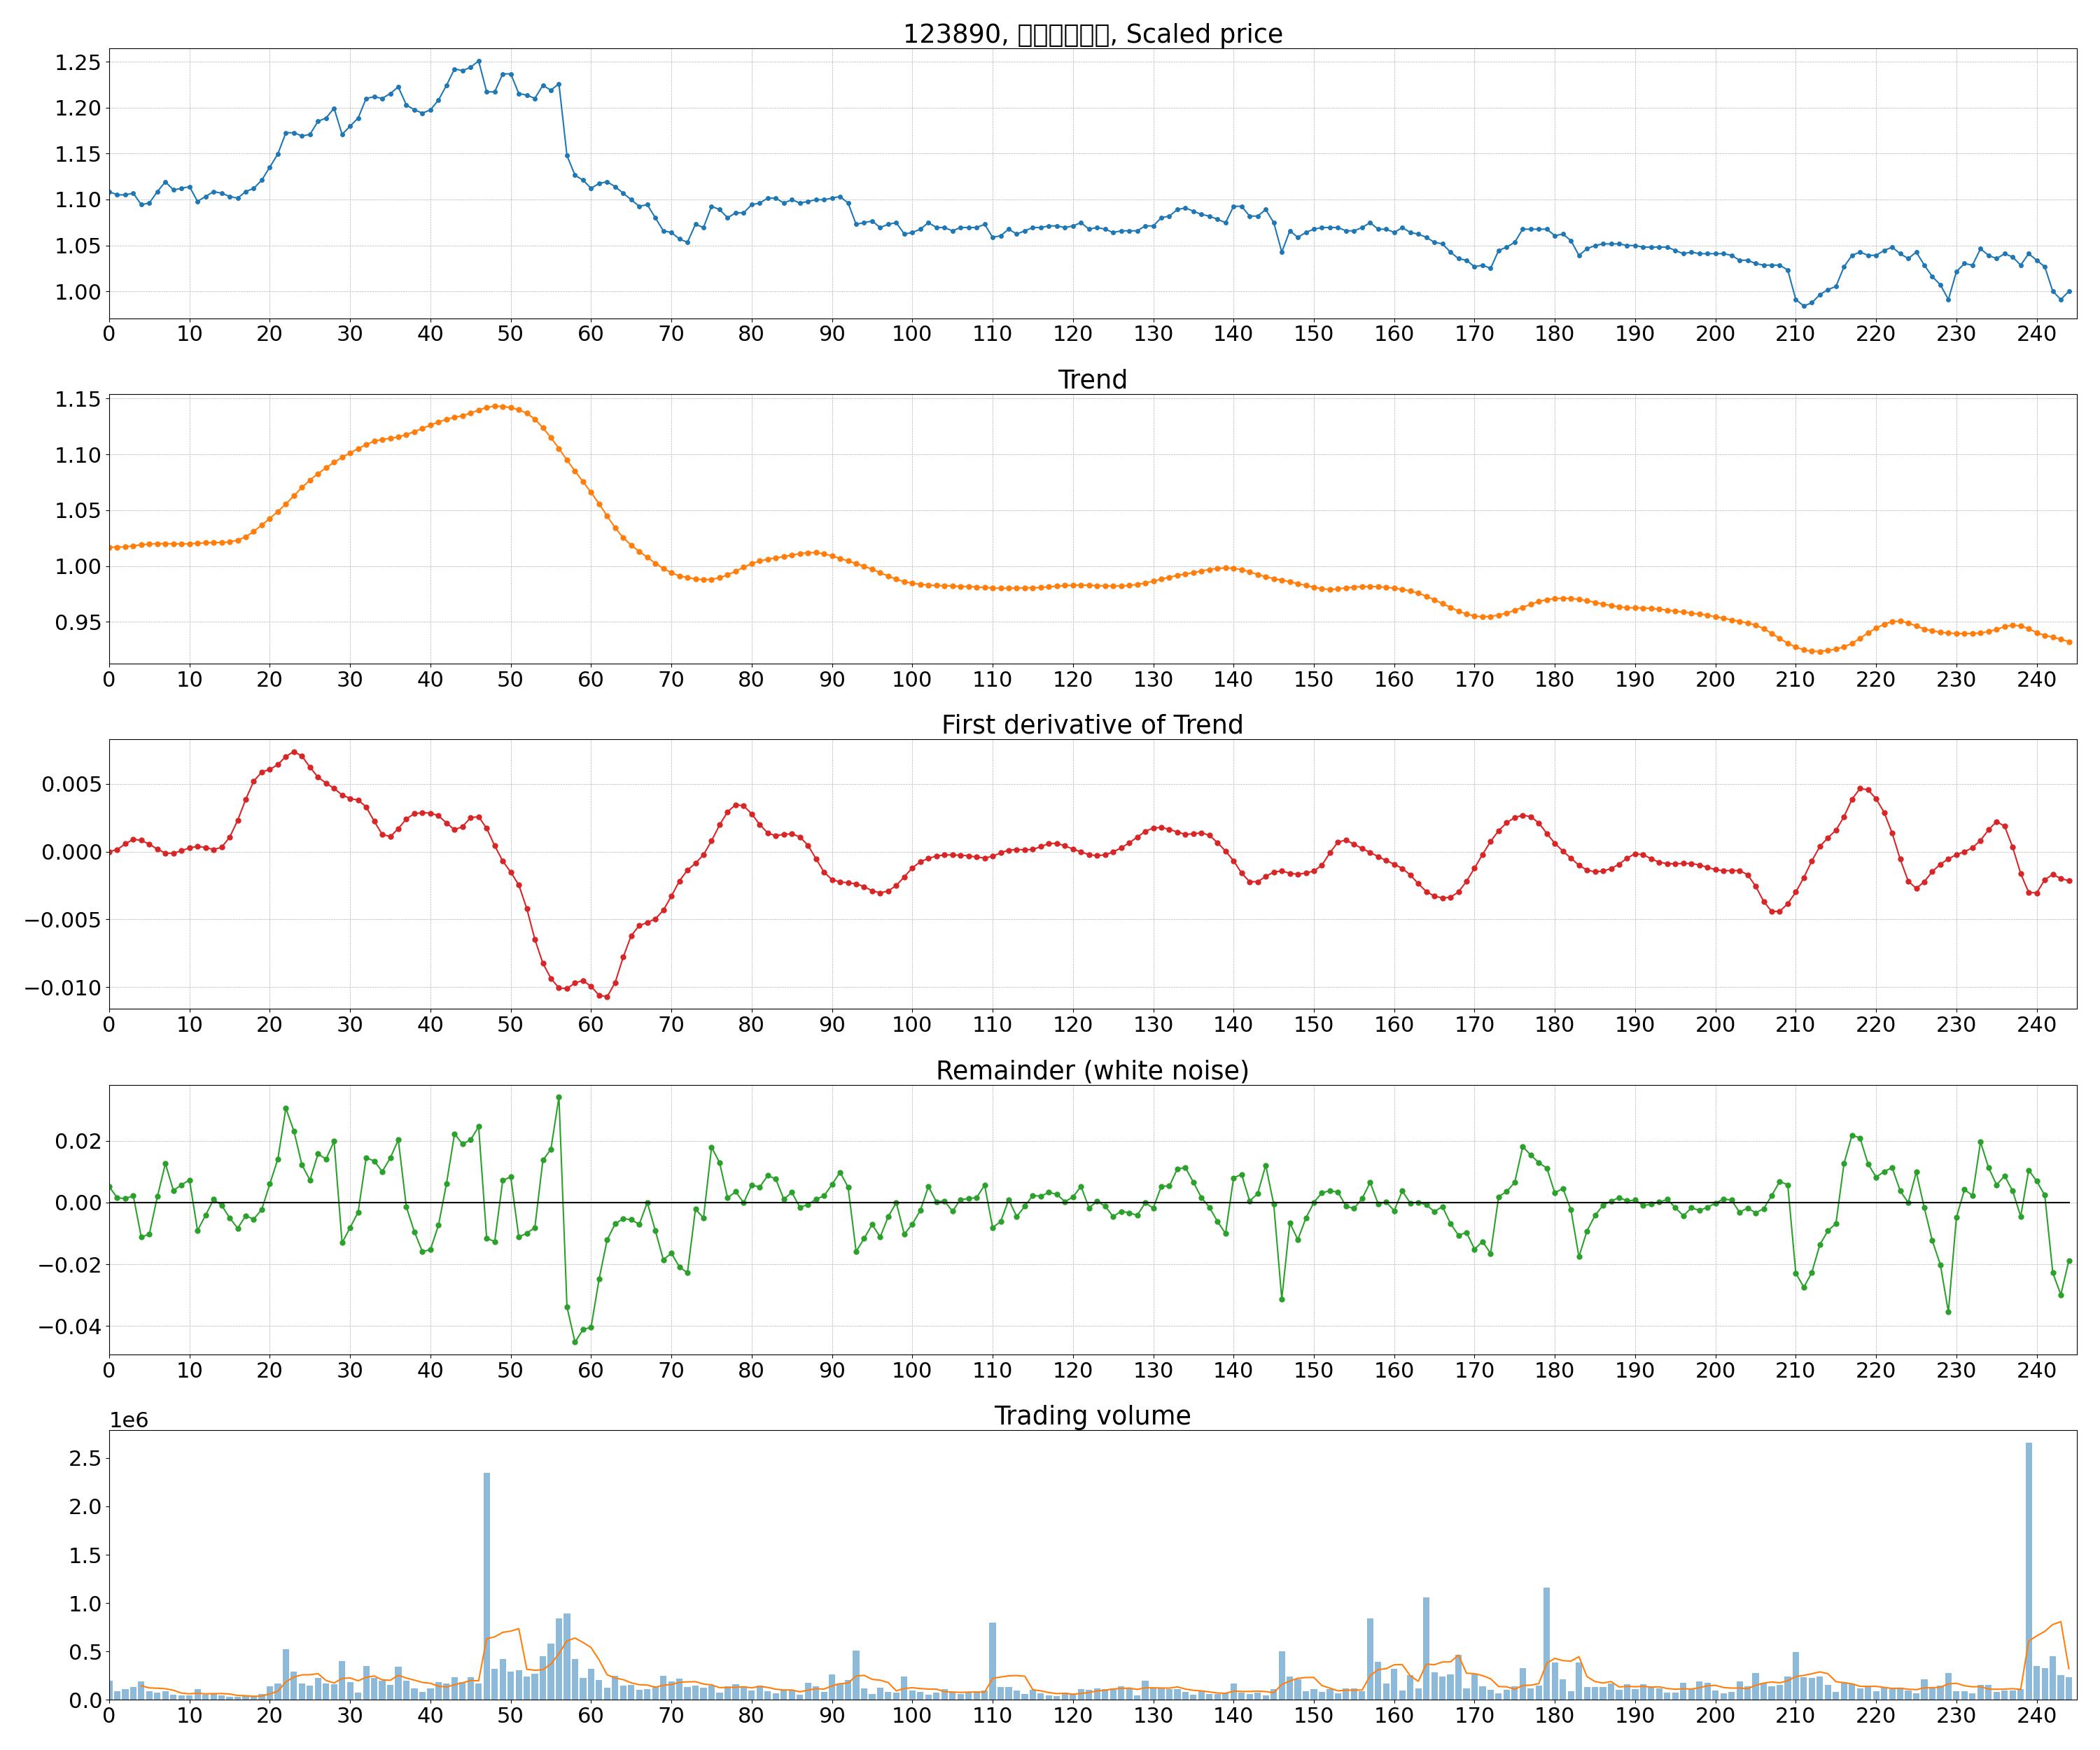 123890, □□□□□□, Scaled price
1.25
1.20
1.15
1.10
1.05
1.00
0 10 20 30 40 50 60 70 80 90 100 110 120 130 140 150 160 170 180 190 200 210 220 230 240
Trend
1.15
1.10
1.05
1.00
0.95
0 10 20 30 40 50 60 70 80 90 100 110 120 130 140 150 160 170 180 190 200 210 220 230 240
First derivative of Trend
0.005
0.000
−0.005
−0.010
0 10 20 30 40 50 60 70 80 90 100 110 120 130 140 150 160 170 180 190 200 210 220 230 240
Remainder (white noise)
0.02
0.00
−0.02
−0.04
0 10 20 30 40 50 60 70 80 90 100 110 120 130 140 150 160 170 180 190 200 210 220 230 240
Trading volume
1e6
2.5
2.0
1.5
1.0
0.5
0.0
0 10 20 30 40 50 60 70 80 90 100 110 120 130 140 150 160 170 180 190 200 210 220 230 240